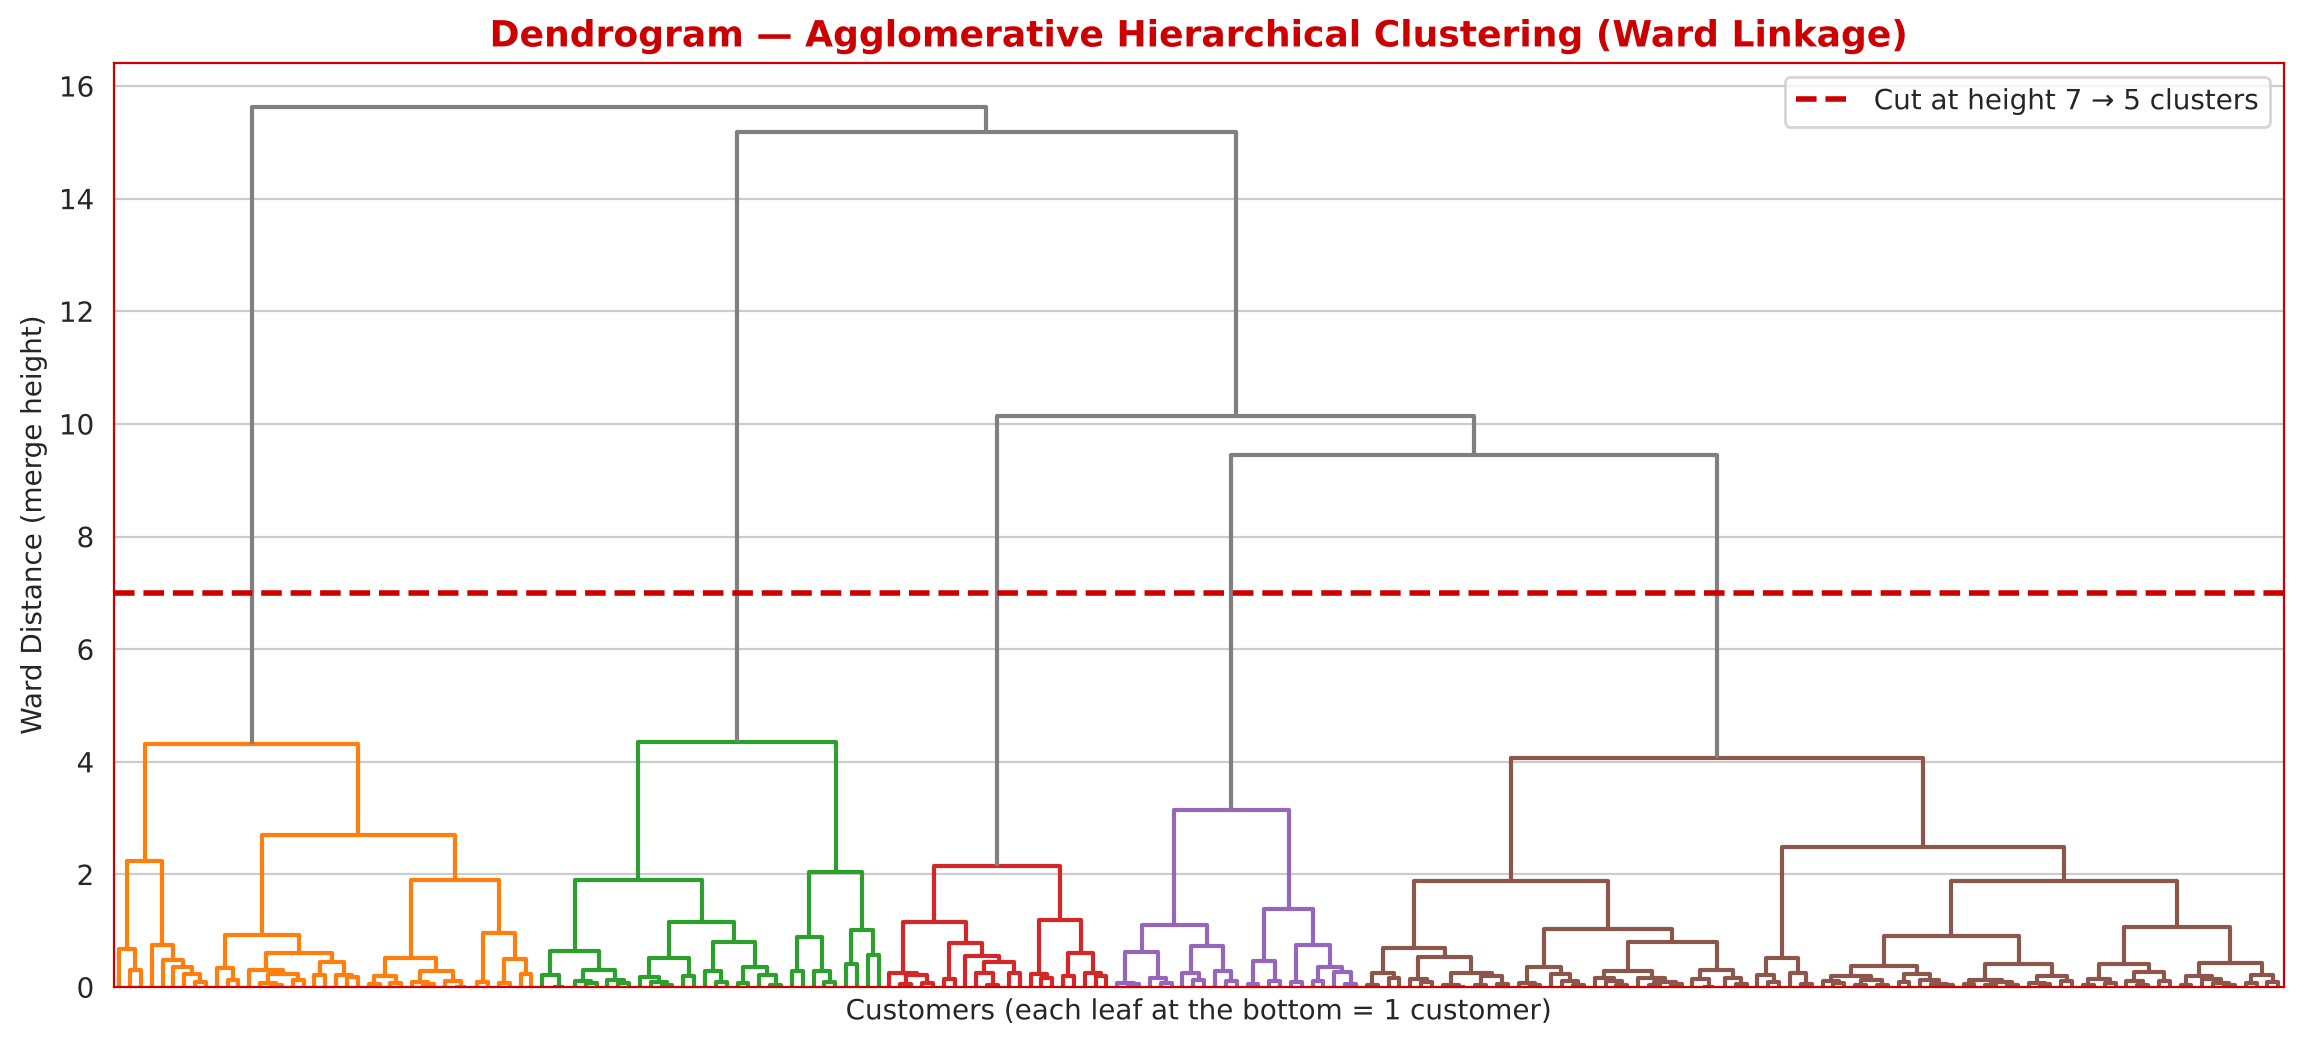 Dendrogram — Agglomerative Hierarchical Clustering (Ward Linkage)
Cut at height 7 → 5 clusters
Ward Distance (merge height)
16
14
12
10
8
6
4
2
0
Customers (each leaf at the bottom = 1 customer)